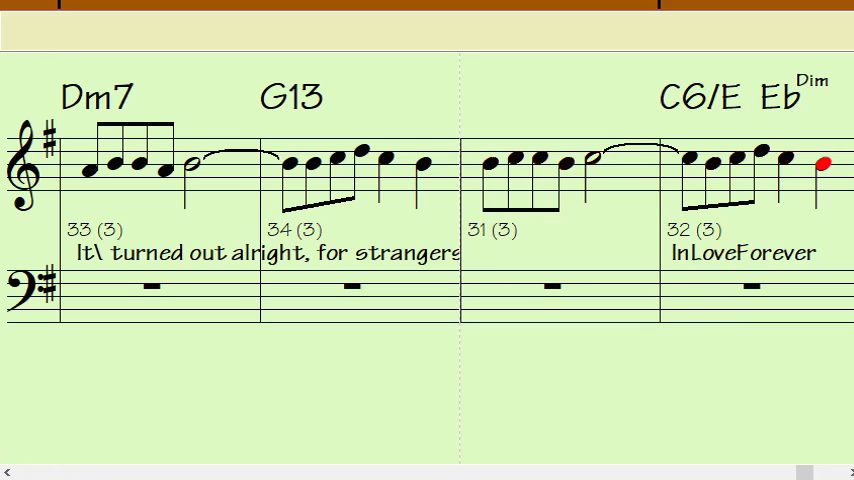 Dm7 G13 C6/E Eb Dim
33 (3) 34 (3) 31 (3) 32 (3)
It\ turned out alright, for strangers InLoveForever